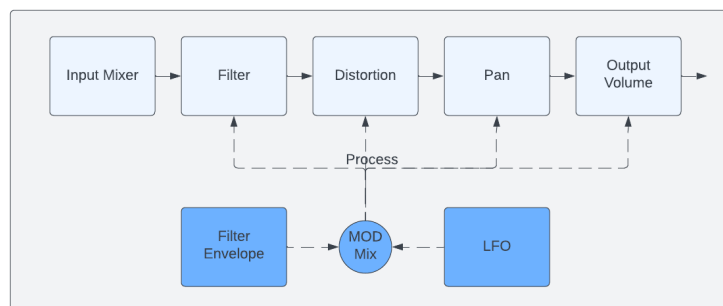 Input Mixer
Filter
Distortion
Pan
Output
Volume
Process
Filter
Envelope
MOD
Mix
LFO